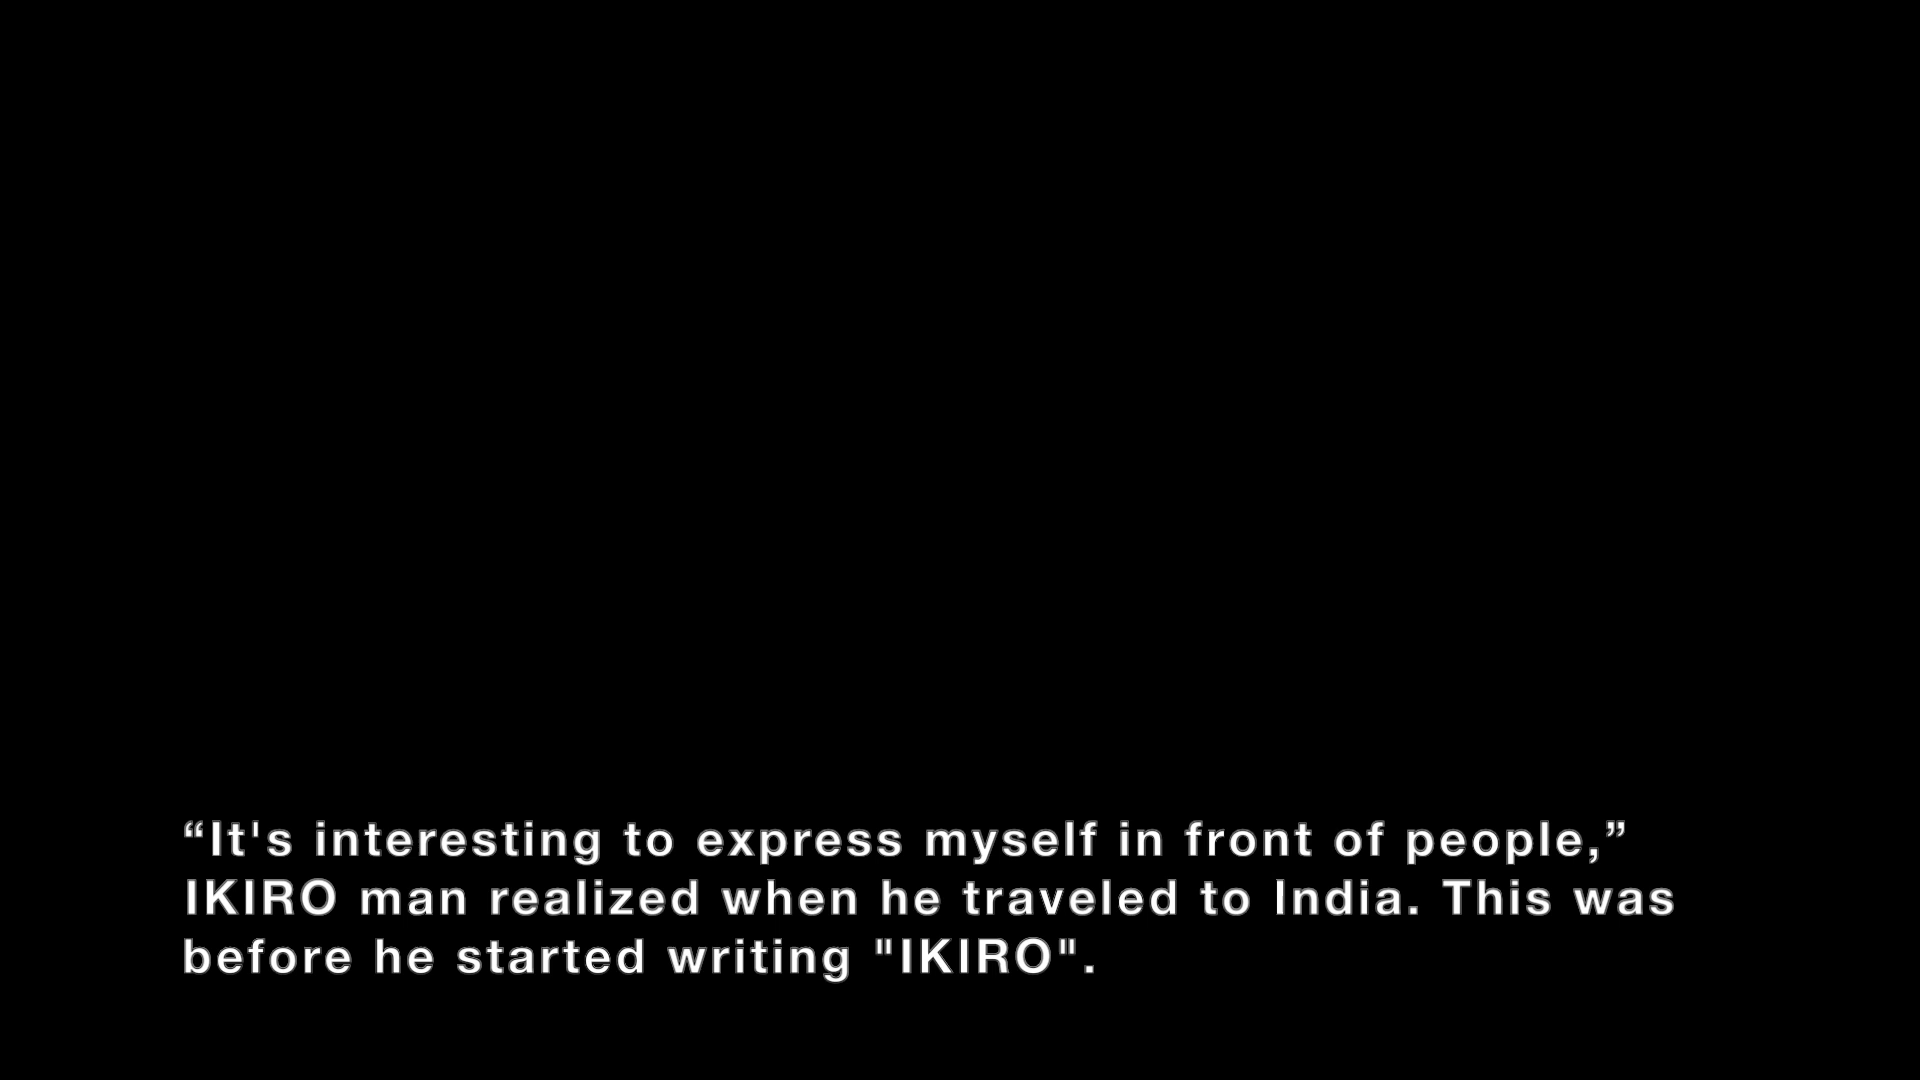 “It's interesting to express myself in front of people,”
IKIRO man realized when he traveled to India. This was
before he started writing "IKIRO".